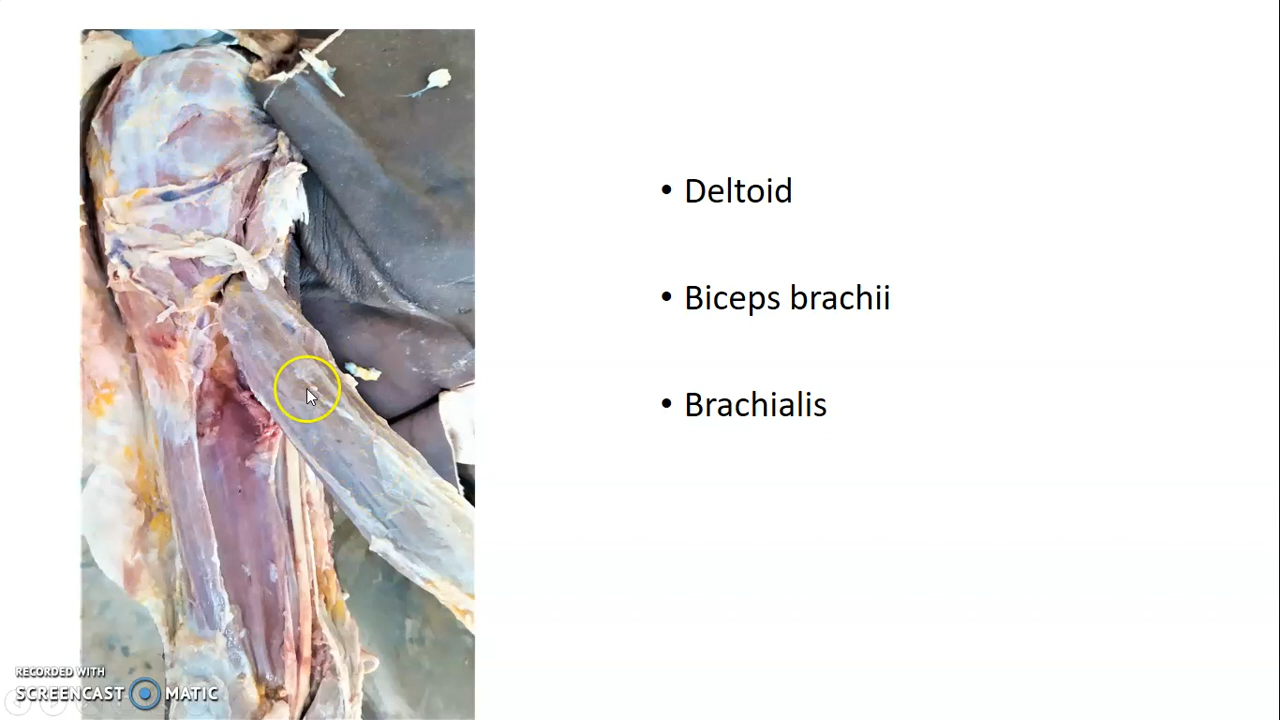 • Deltoid
• Biceps brachii
• Brachialis
RECORDED WITH
SCREENCAST MATIC